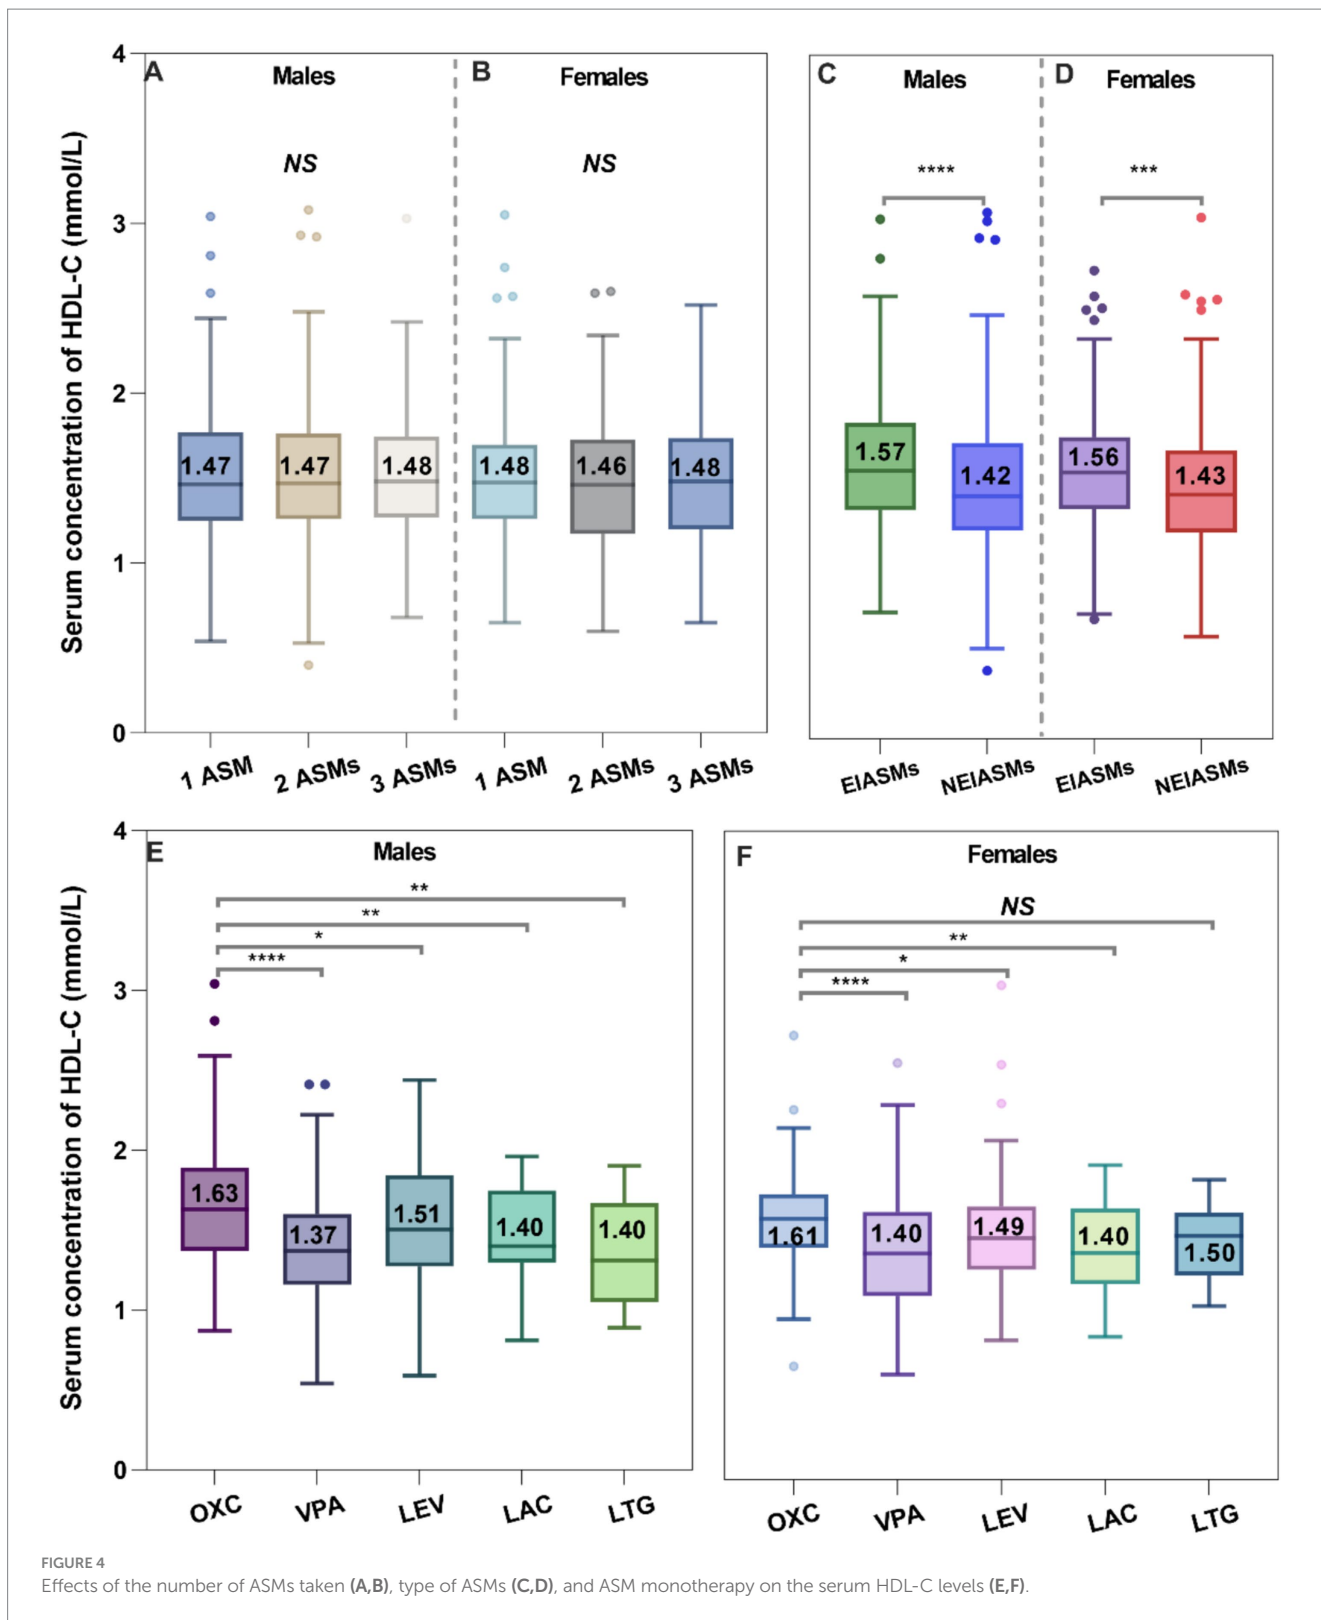 A
Males
B
Females
C
Males
D
Females
NS
NS
****
***
Serum concentration of HDL-C (mmol/L)
4
3
2
1
0
1.47
1.47
1.48
1.48
1.46
1.48
1.57
1.42
1.56
1.43
1 ASM
2 ASMs
3 ASMs
1 ASM
2 ASMs
3 ASMs
EIASMs
NEIASMs
EIASMs
NEIASMs
E
Males
F
Females
**
**
*
****
NS
**
*
****
Serum concentration of HDL-C (mmol/L)
4
3
2
1
0
1.63
1.37
1.51
1.40
1.40
1.61
1.40
1.49
1.40
1.50
OXC
VPA
LEV
LAC
LTG
OXC
VPA
LEV
LAC
LTG
FIGURE 4
Effects of the number of ASMs taken (A,B), type of ASMs (C,D), and ASM monotherapy on the serum HDL-C levels (E,F).